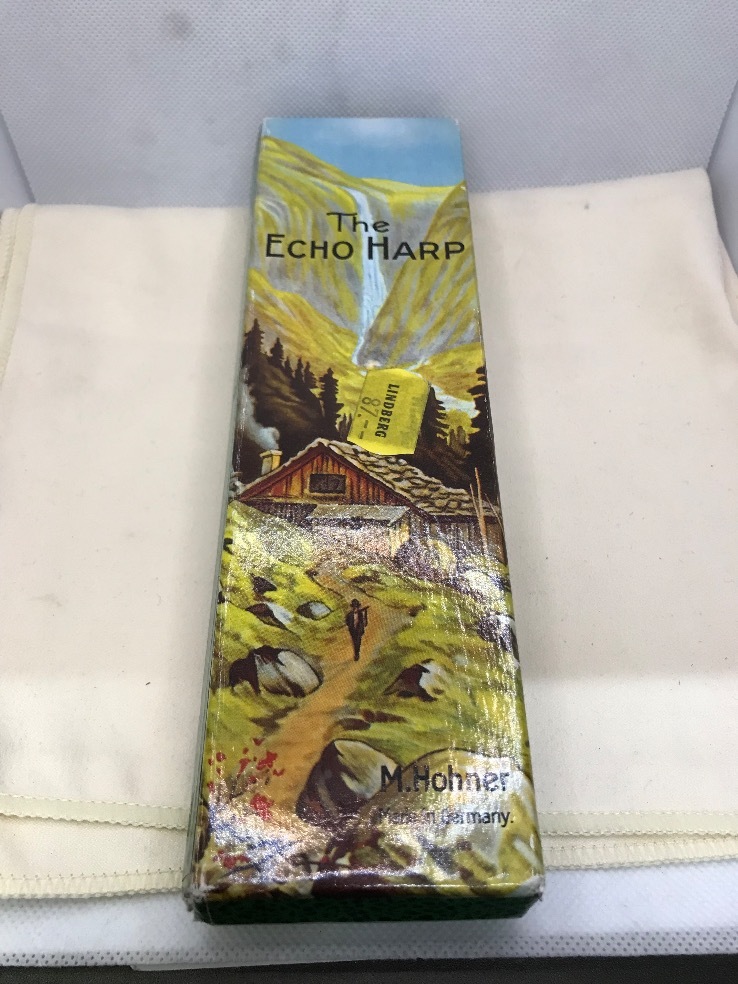 The
ECHO HARP
LINDBERG
87.--
M.Hohner
Made in Germany.